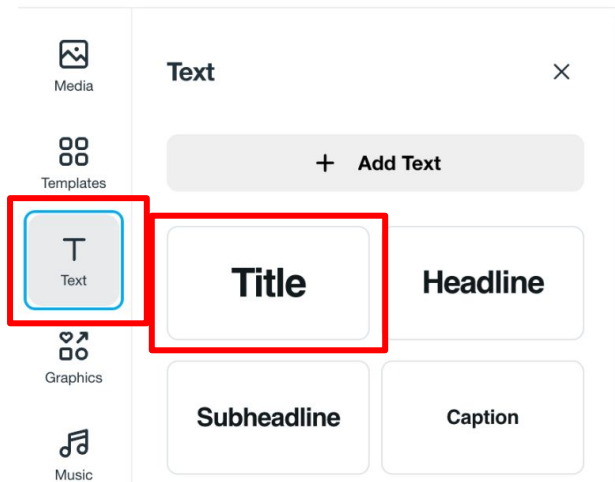 Media
Text
Templates
+ Add Text
Text
Title
Headline
Graphics
Subheadline
Caption
Music